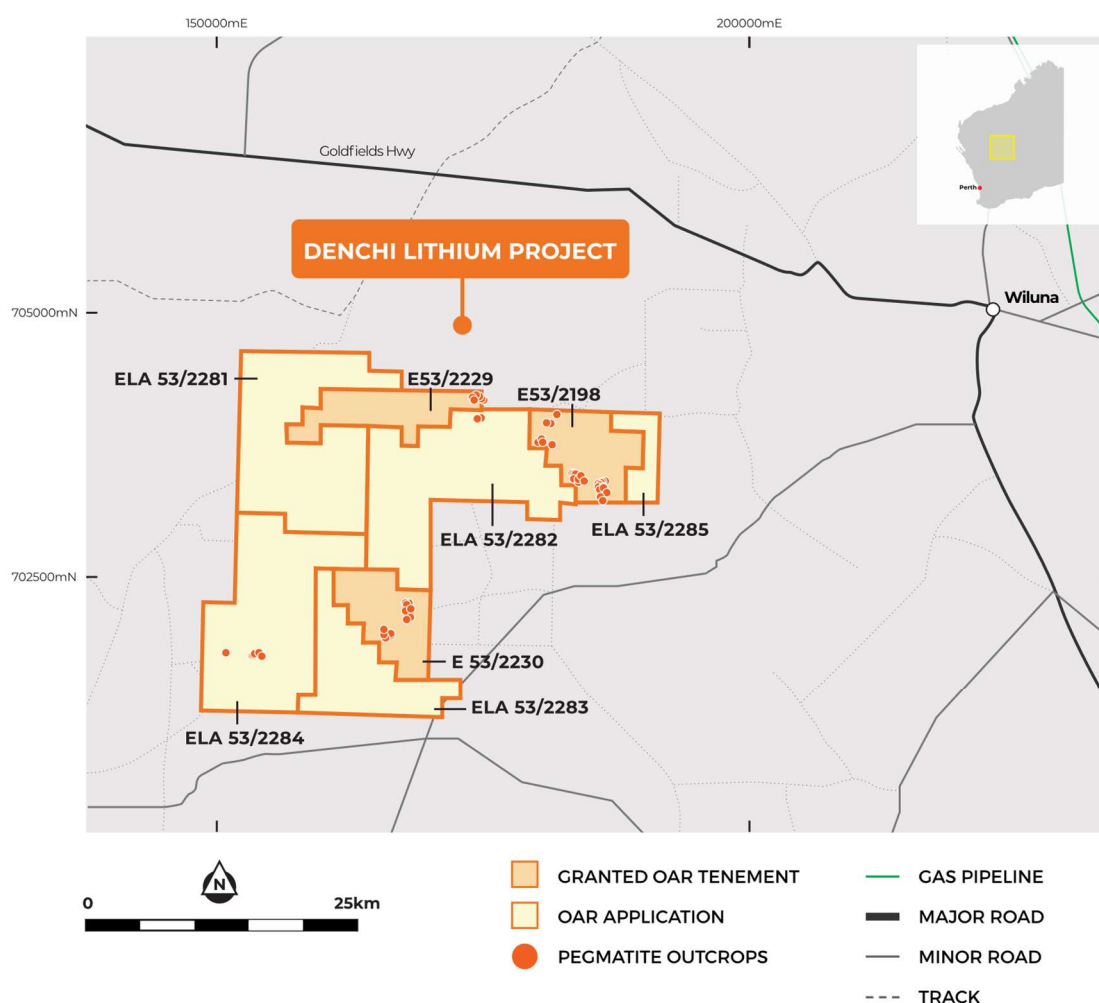 150000mE
200000mE
Goldfields Hwy
Perth
DENCHI LITHIUM PROJECT
705000mN
Wiluna
ELA 53/2281
E53/2229
E53/2198
ELA 53/2282
ELA 53/2285
702500mN
E 53/2230
ELA 53/2283
ELA 53/2284
N
0
25km
GRANTED OAR TENEMENT
OAR APPLICATION
PEGMATITE OUTCROPS
GAS PIPELINE
MAJOR ROAD
MINOR ROAD
TRACK